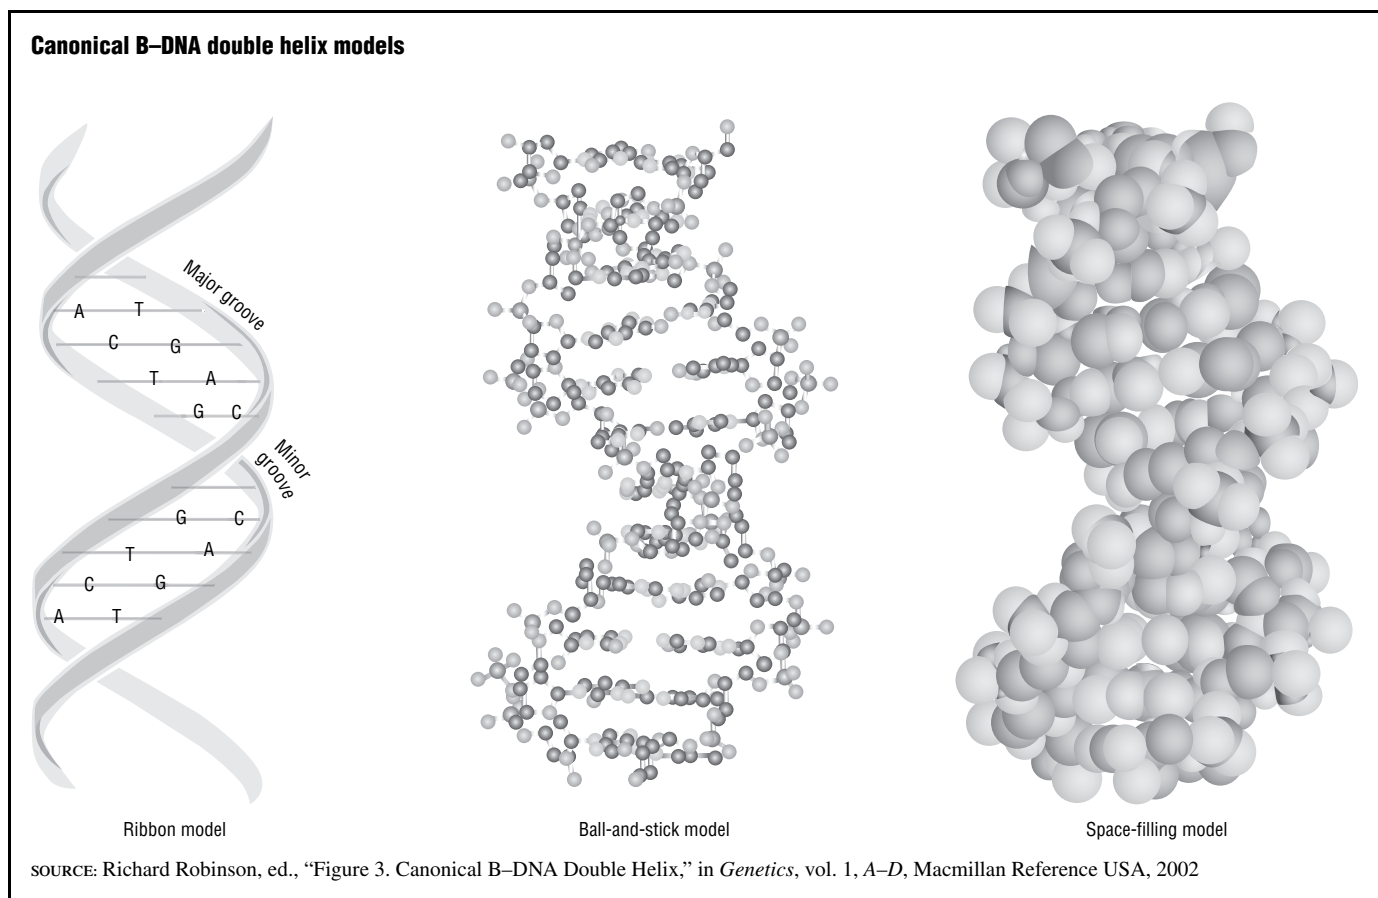 Canonical B–DNA double helix models
Major groove
A T
C G
T A
G C
Minor
groove
G C
T A
C G
A T
Ribbon model
Ball-and-stick model
Space-filling model
SOURCE: Richard Robinson, ed., “Figure 3. Canonical B–DNA Double Helix,” in Genetics, vol. 1, A–D, Macmillan Reference USA, 2002